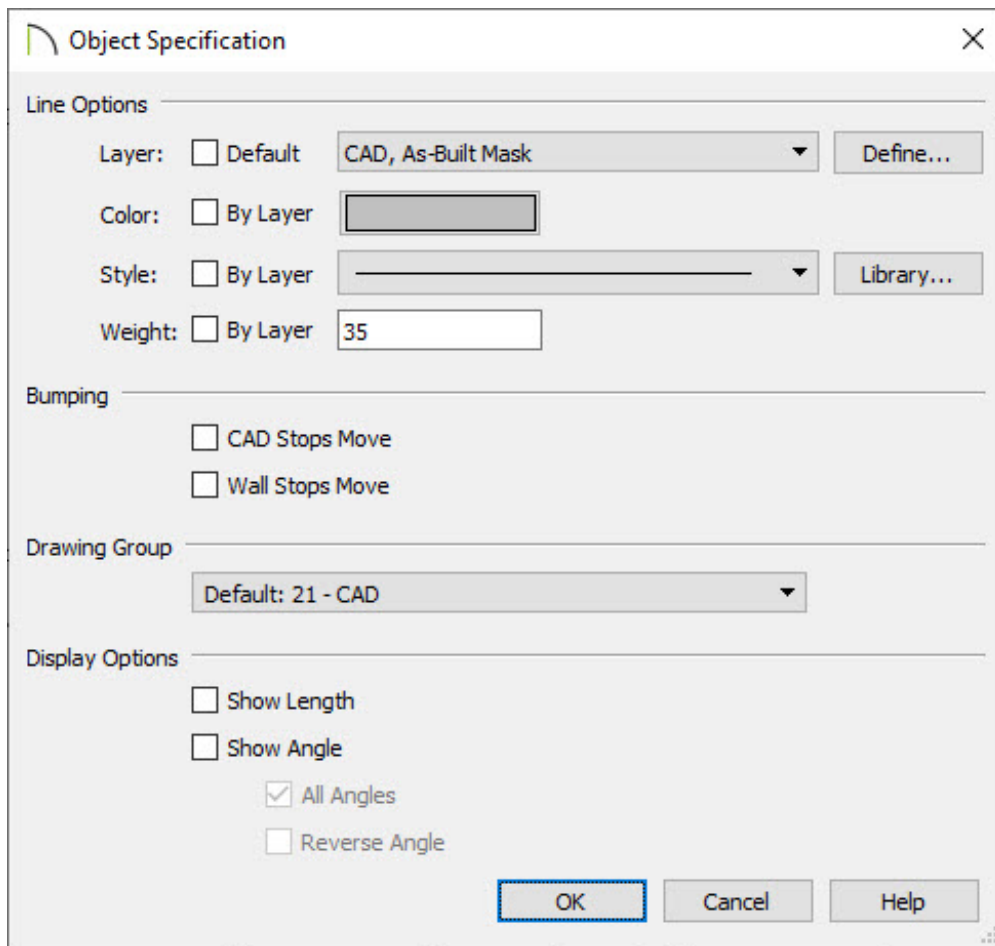 Object Specification
Line Options
Layer: Default CAD, As-Built Mask Define...
Color: By Layer
Style: By Layer Library...
Weight: By Layer 35
Bumping
CAD Stops Move
Wall Stops Move
Drawing Group
Default: 21 - CAD
Display Options
Show Length
Show Angle
All Angles
Reverse Angle
OK Cancel Help